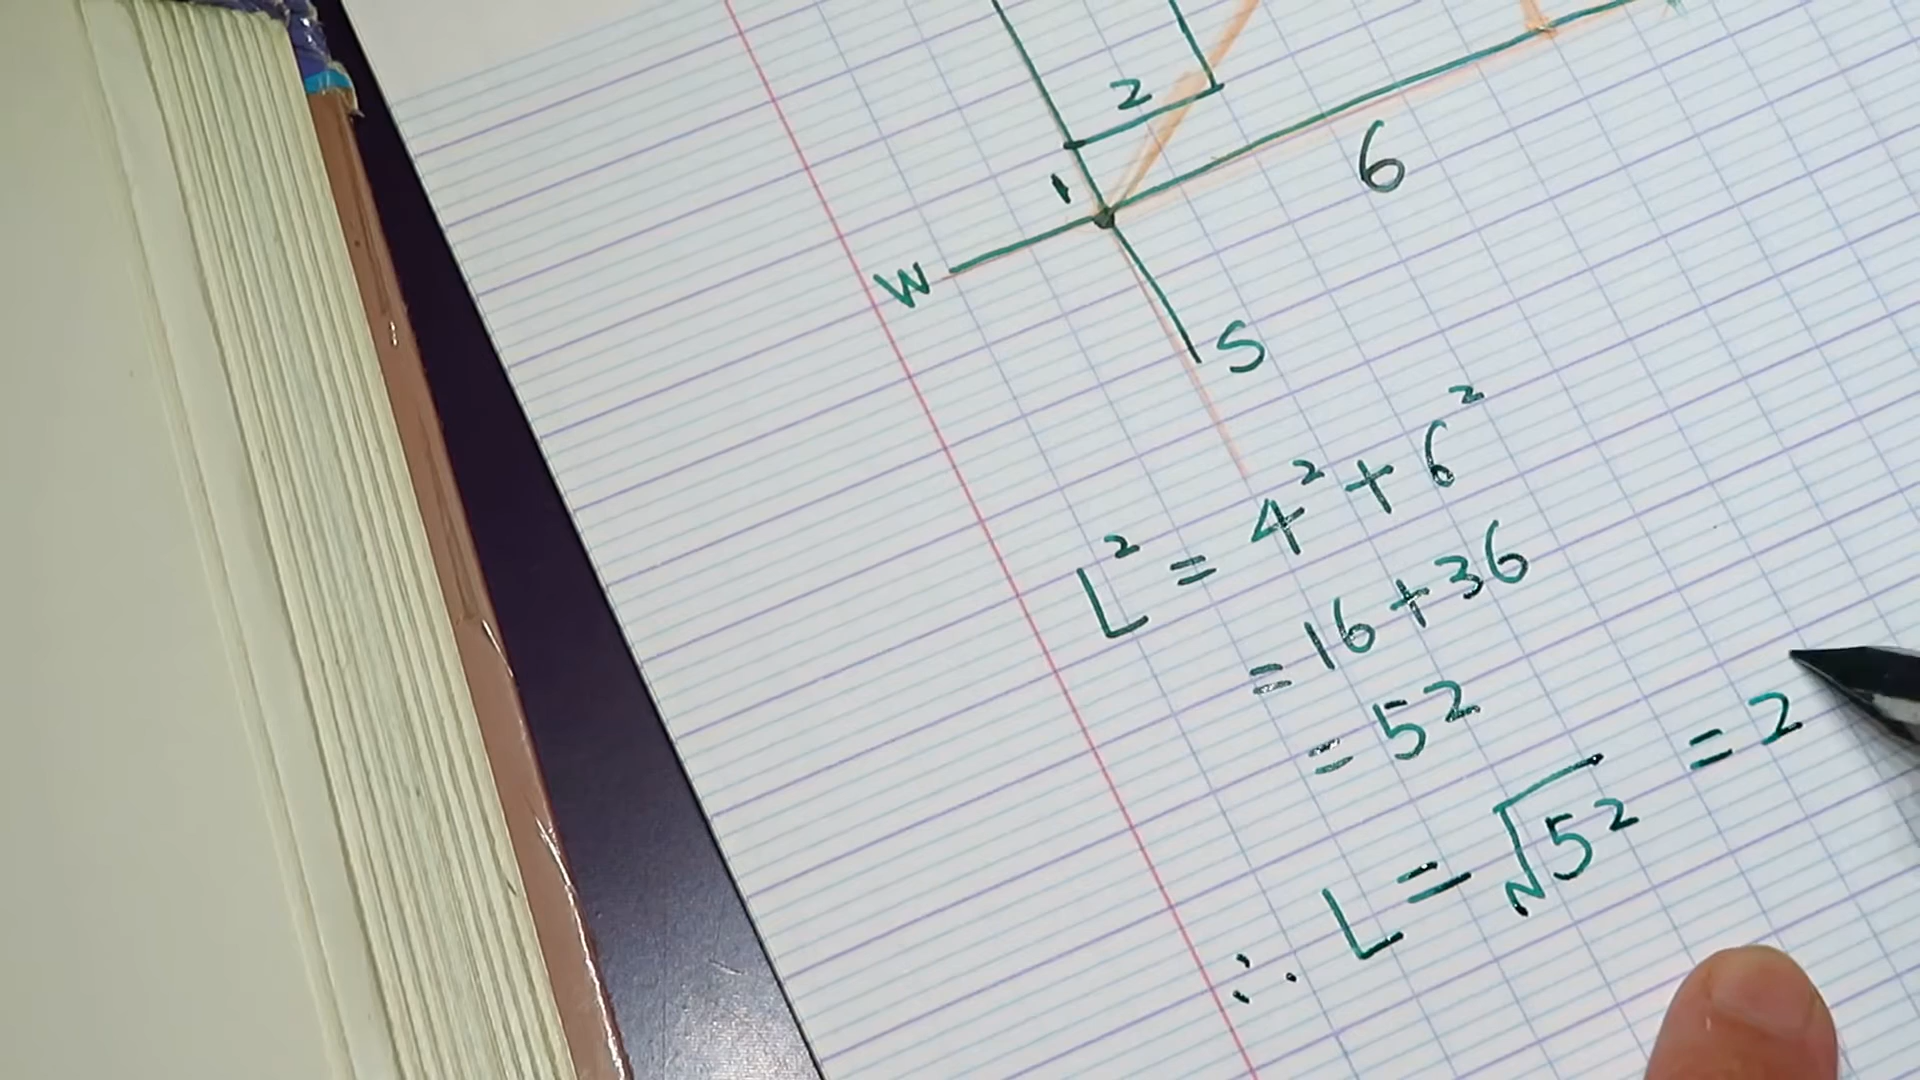 2
1
6
W
S
L² = 4² + 6²
= 16 + 36
= 52
∴ L = √52 = 2